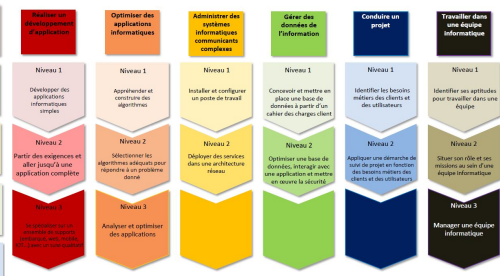 Réaliser un
développement
d'application
Optimiser des
applications
informatiques
Administrer des
systèmes
informatiques
communicants
complexes
Gérer des
données de
l'information
Conduire un
projet
Travailler dans
une équipe
informatique
Niveau 1
Développer des
applications
informatiques
simples
Niveau 1
Appréhender et
construire des
algorithmes
Niveau 1
Installer et configurer
un poste de travail
Niveau 1
Concevoir et mettre en
place une base de
données à partir d'un
cahier des charges client
Niveau 1
Identifier les besoins
métiers des clients et
des utilisateurs
Niveau 1
Identifier ses aptitudes
pour travailler dans une
équipe
Niveau 2
Partir des exigences et
aller jusqu'à une
application complète
Niveau 2
Sélectionner les
algorithmes adéquats pour
répondre à un problème
donné
Niveau 2
Déployer des services
dans une architecture
réseau
Niveau 2
Optimiser une base de
données, interagir avec
une application et mettre
en œuvre la sécurité
Niveau 2
Appliquer une démarche de
suivi de projet en fonction
des besoins métiers des
clients et des utilisateurs
Niveau 2
Situer son rôle et ses
missions au sein d'une
équipe informatique
Niveau 3
Niveau 3
Analyser et optimiser
des applications
Niveau 3
Manager une équipe
informatique